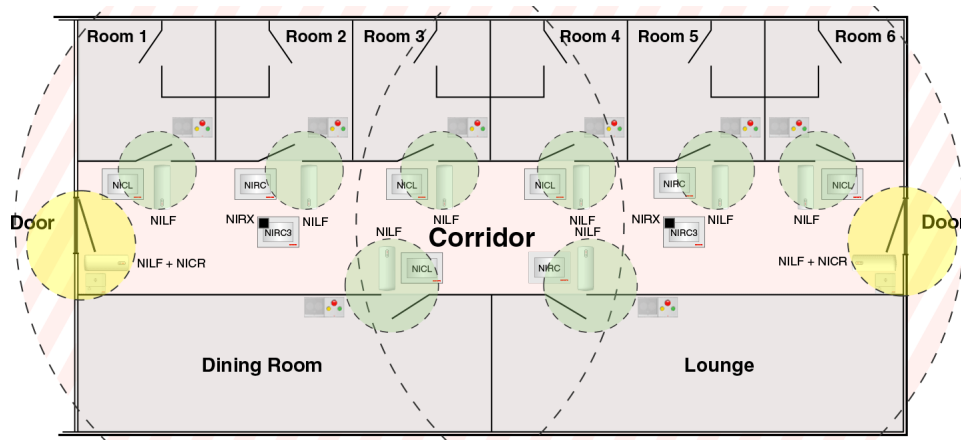 Room 1
Room 2
Room 3
Room 4
Room 5
Room 6
NICL
NIRC
NICL
NICL
NIRC
NICL
NILF
NIRX
NILF
NILF
NILF
NIRX
NILF
NILF
Door
NIRC3
NILF
Corridor
NILF
NIRC3
Door
NILF + NICR
NICL
NIRC
NILF + NICR
Dining Room
Lounge